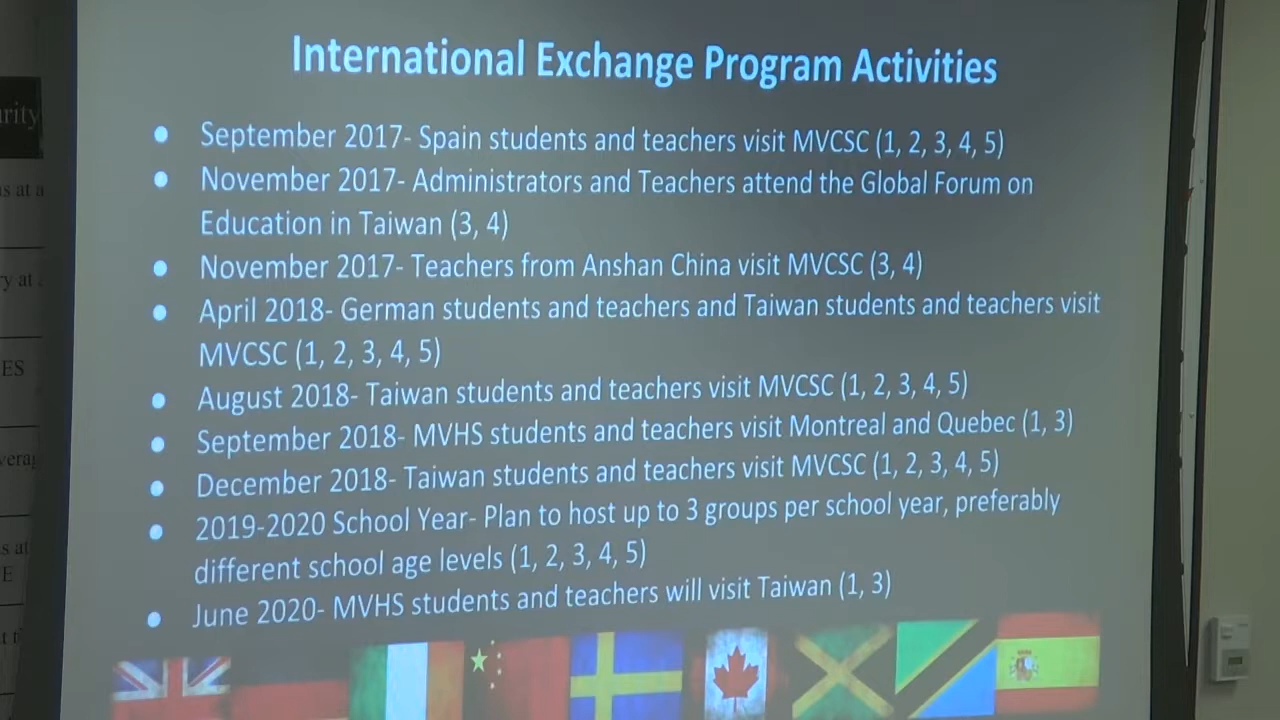 International Exchange Program Activities
● September 2017- Spain students and teachers visit MVCSC (1, 2, 3, 4, 5)
● November 2017- Administrators and Teachers attend the Global Forum on
Education in Taiwan (3, 4)
● November 2017- Teachers from Anshan China visit MVCSC (3, 4)
● April 2018- German students and teachers and Taiwan students and teachers visit
MVCSC (1, 2, 3, 4, 5)
● August 2018- Taiwan students and teachers visit MVCSC (1, 2, 3, 4, 5)
● September 2018- MVHS students and teachers visit Montreal and Quebec (1, 3)
● December 2018- Taiwan students and teachers visit MVCSC (1, 2, 3, 4, 5)
● 2019-2020 School Year- Plan to host up to 3 groups per school year, preferably
different school age levels (1, 2, 3, 4, 5)
● June 2020- MVHS students and teachers will visit Taiwan (1, 3)